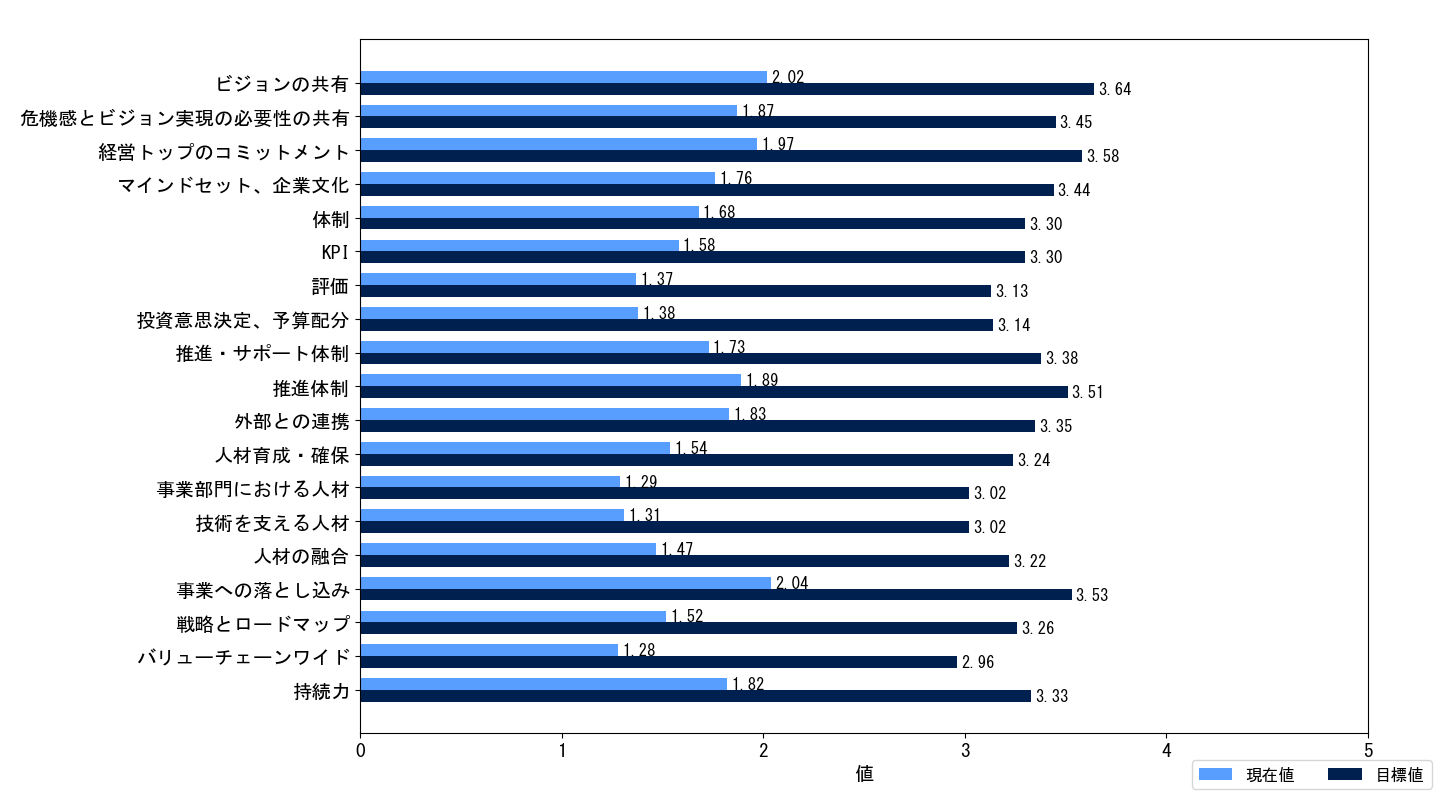 ビジョンの共有 2.02 3.64
危機感とビジョン実現の必要性の共有 1.87 3.45
経営トップのコミットメント 1.97 3.58
マインドセット、企業文化 1.76 3.44
体制 1.68 3.30
KPI 1.58 3.30
評価 1.37 3.13
投資意思決定、予算配分 1.38 3.14
推進・サポート体制 1.73 3.38
推進体制 1.89 3.51
外部との連携 1.83 3.35
人材育成・確保 1.54 3.24
事業部門における人材 1.29 3.02
技術を支える人材 1.31 3.02
人材の融合 1.47 3.22
事業への落とし込み 2.04 3.53
戦略とロードマップ 1.52 3.26
バリューチェーンワイド 1.28 2.96
持続力 1.82 3.33
0 1 2 3 4 5
値
現在値 目標値